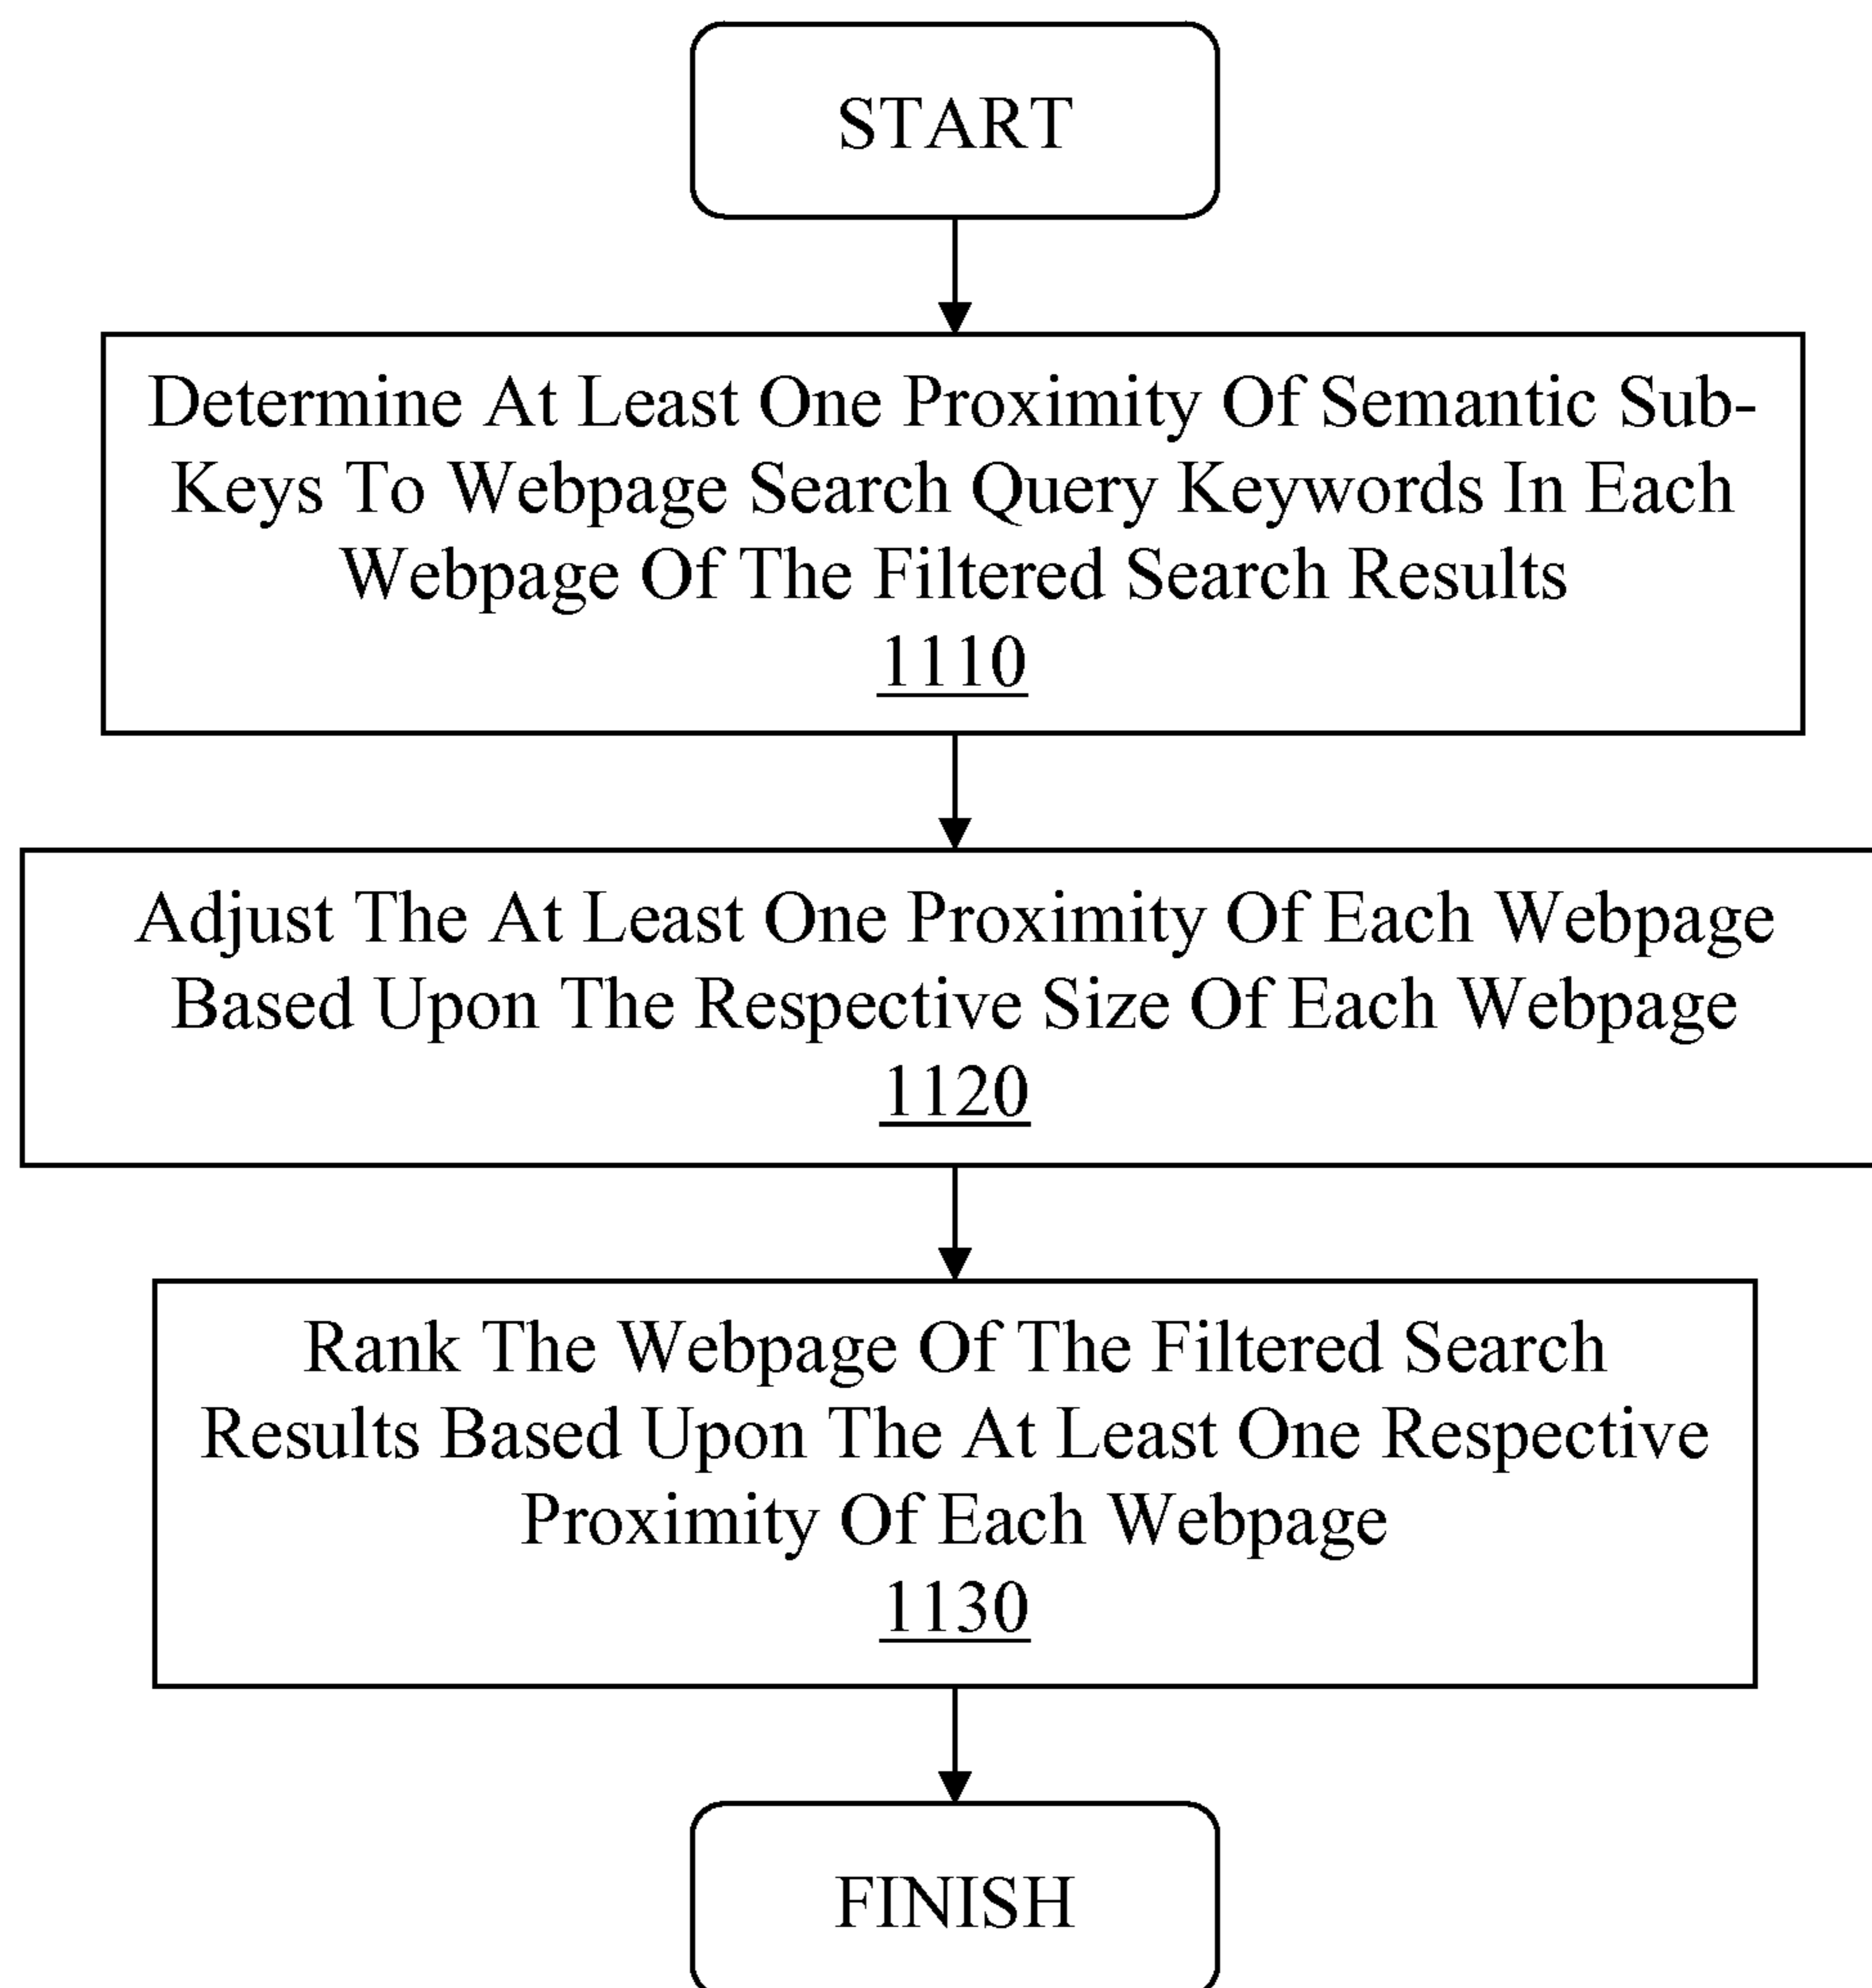 START
Determine At Least One Proximity Of Semantic Sub-
Keys To Webpage Search Query Keywords In Each
Webpage Of The Filtered Search Results
1110
Adjust The At Least One Proximity Of Each Webpage
Based Upon The Respective Size Of Each Webpage
1120
Rank The Webpage Of The Filtered Search
Results Based Upon The At Least One Respective
Proximity Of Each Webpage
1130
FINISH